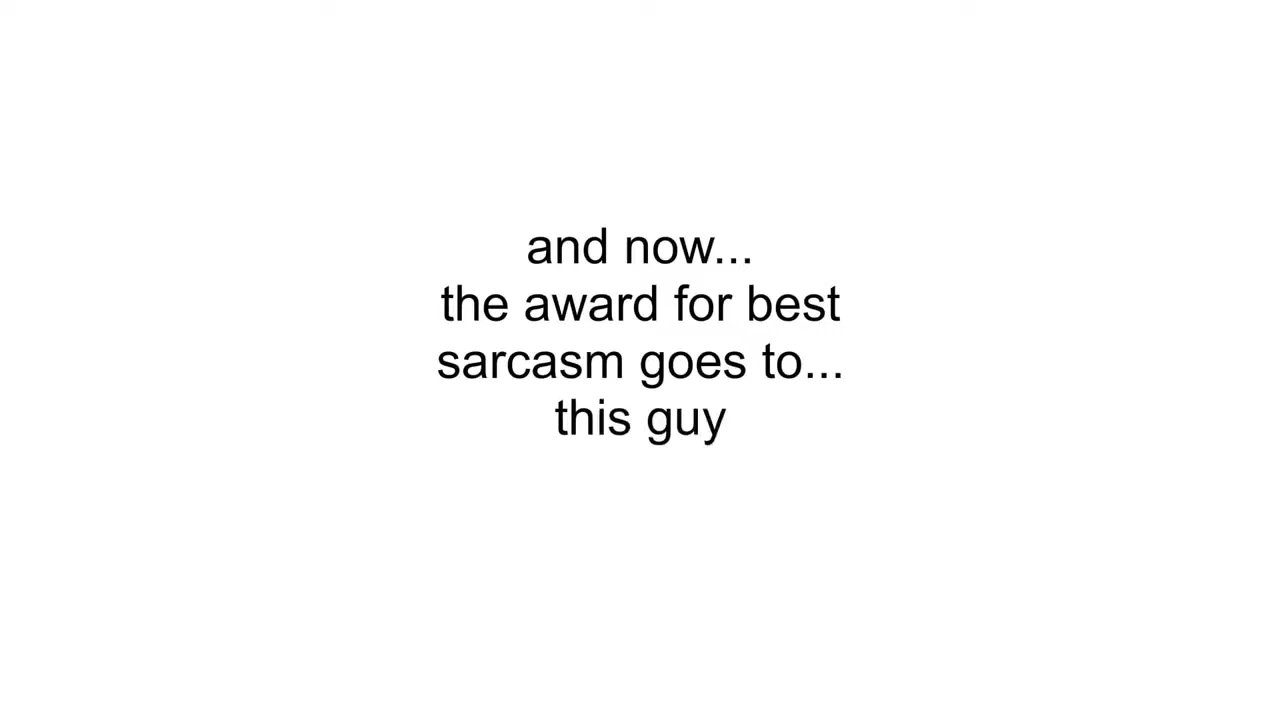 and now...
the award for best
sarcasm goes to...
this guy